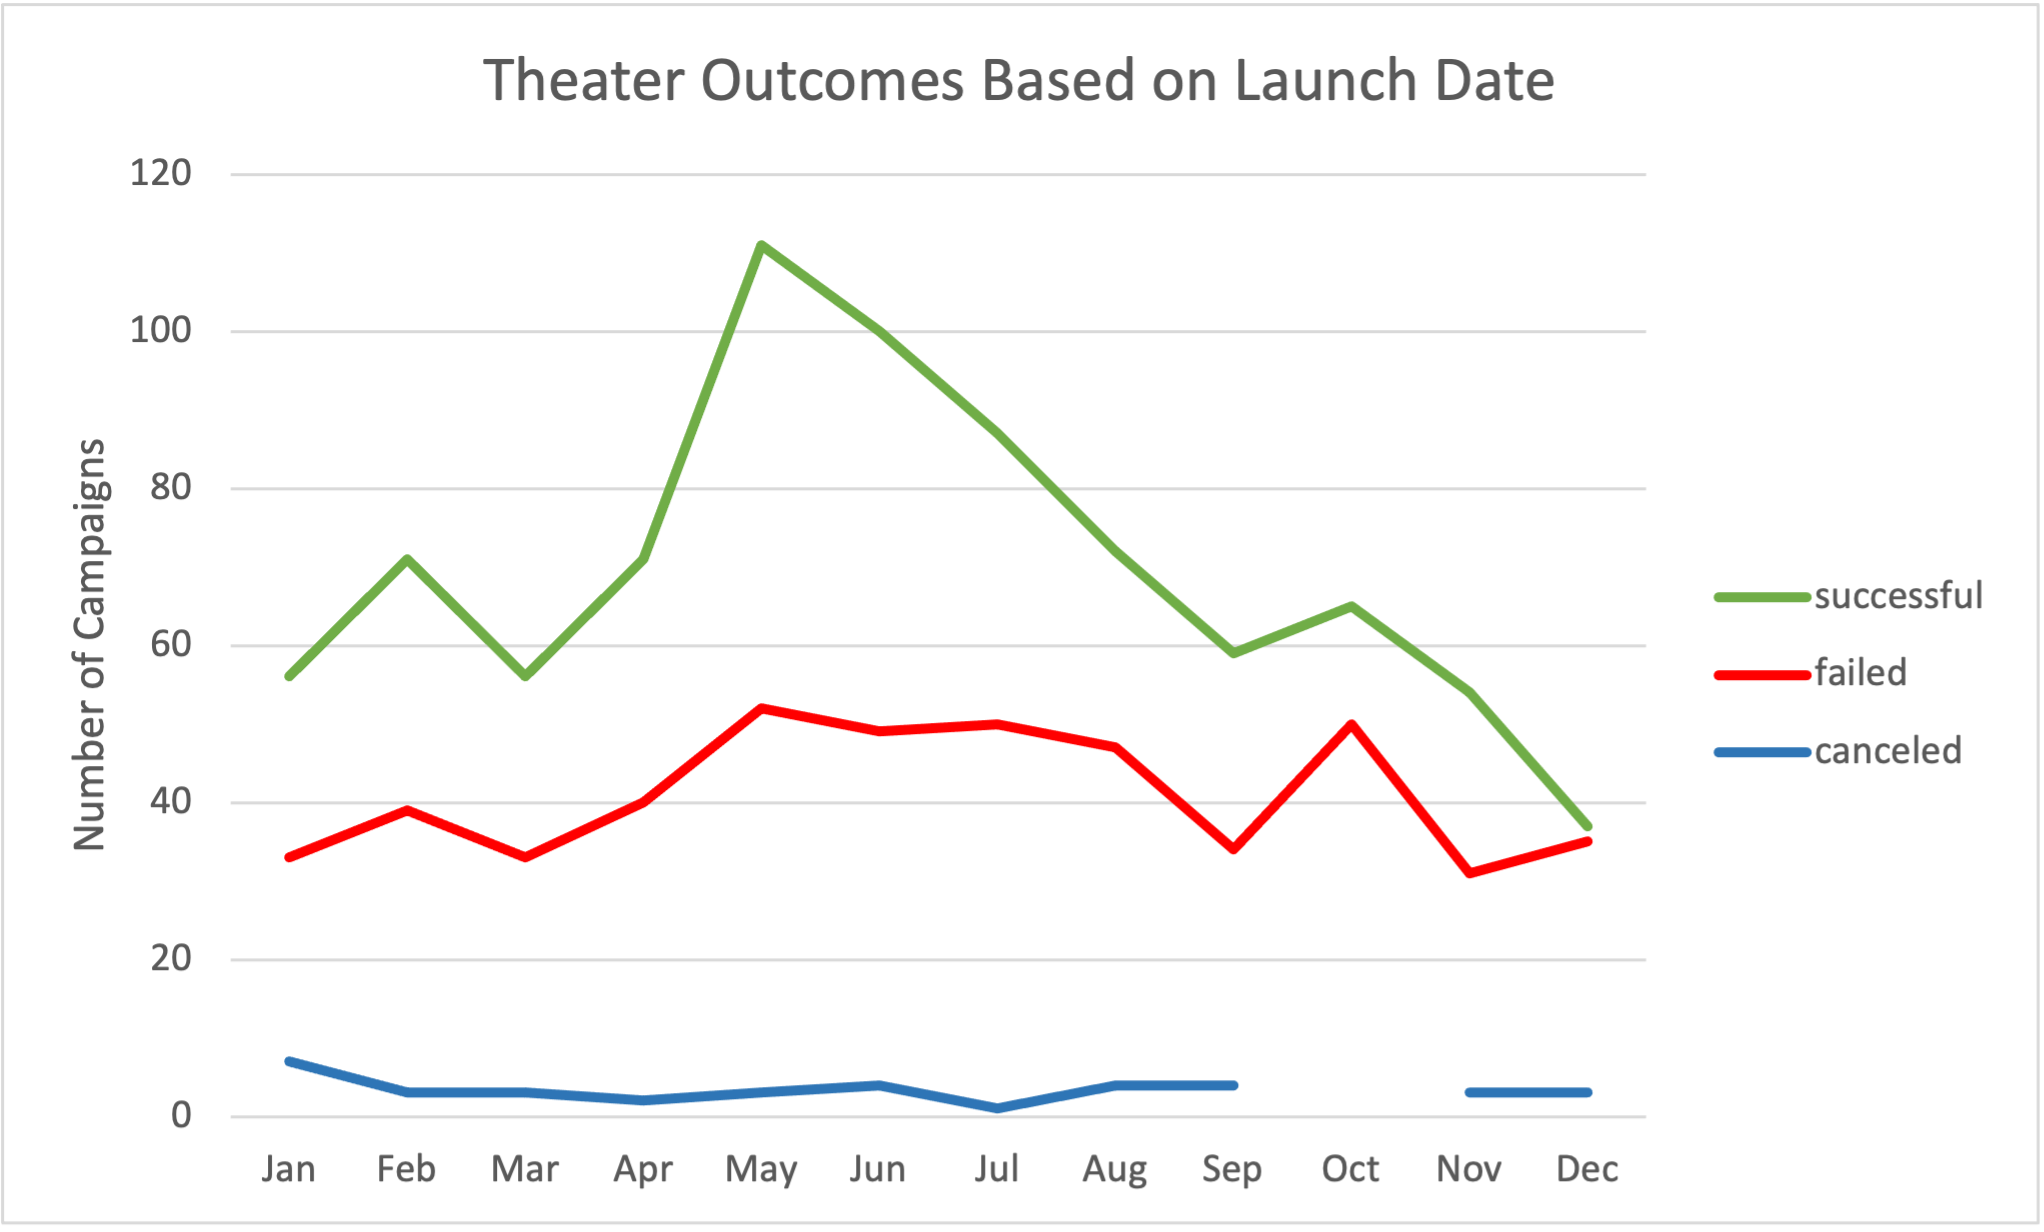 Theater Outcomes Based on Launch Date
Number of Campaigns
120
100
80
60
40
20
0
Jan Feb Mar Apr May Jun Jul Aug Sep Oct Nov Dec
successful
failed
canceled